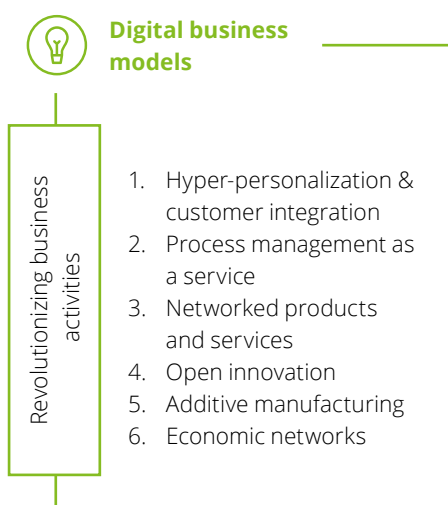 Digital business
models
Revolutionizing business
activities
1. Hyper-personalization &
customer integration
2. Process management as
a service
3. Networked products
and services
4. Open innovation
5. Additive manufacturing
6. Economic networks